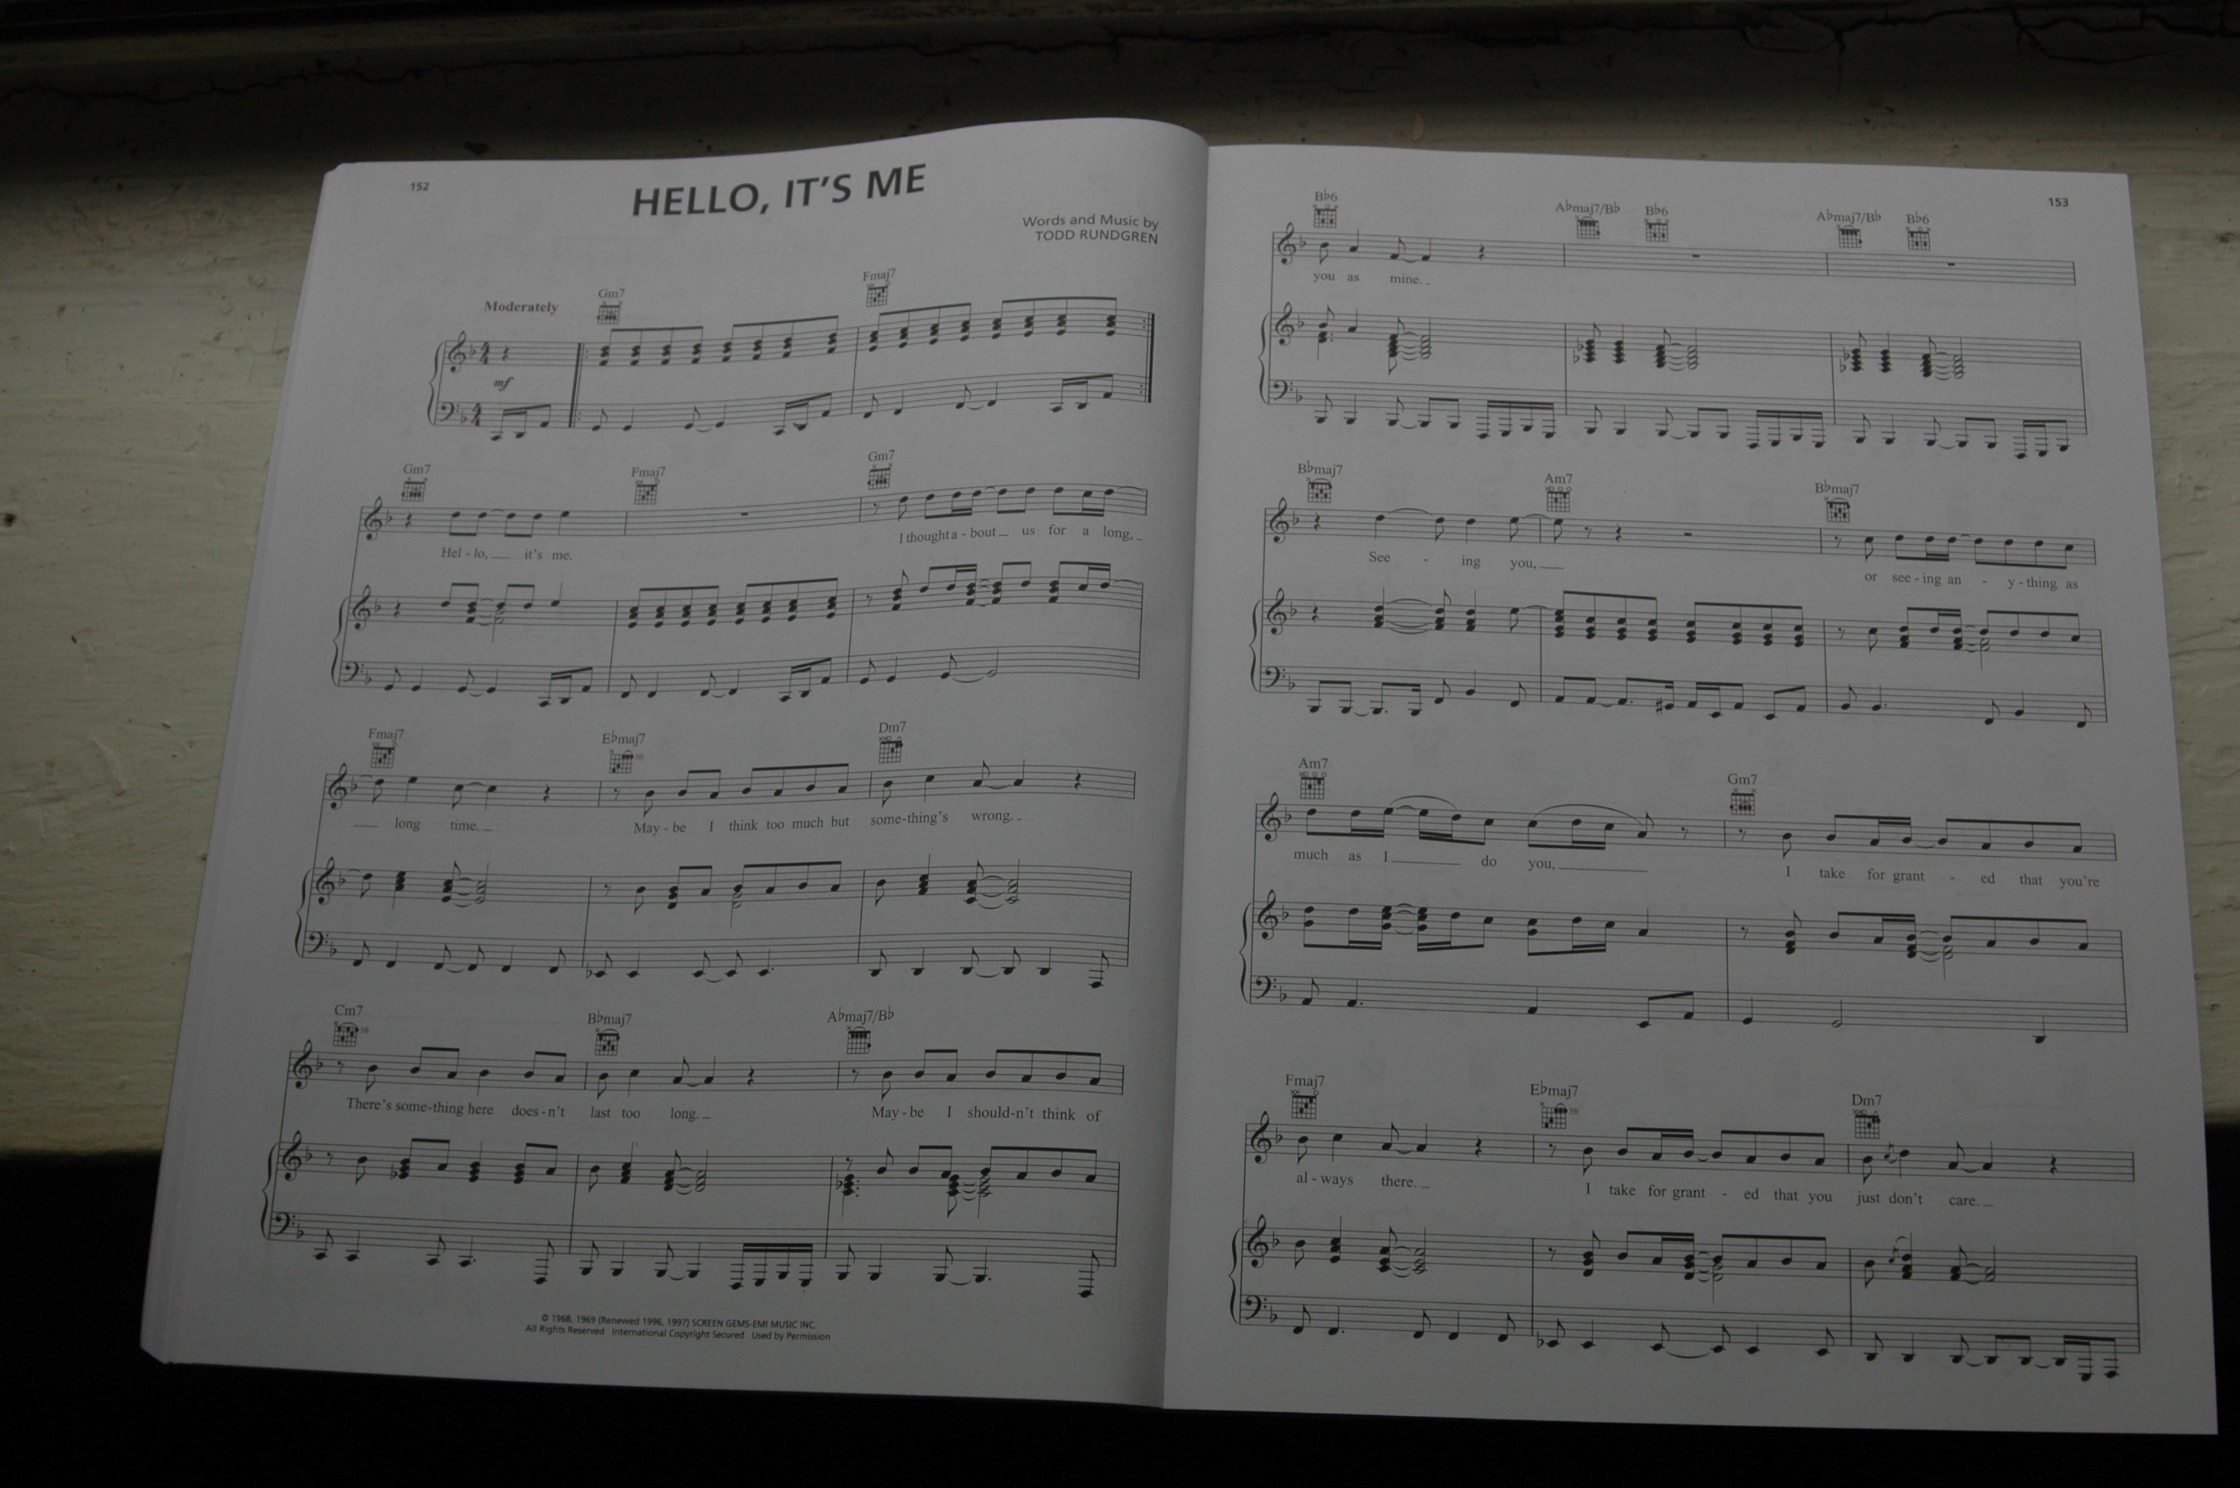 152
HELLO, IT'S ME
Words and Music by
TODD RUNDGREN
Moderately
Gm7 Fmaj7
mf
Gm7 Fmaj7 Gm7
Hel - lo, it's me. I thought a - bout us for a long,
Fmaj7 E♭maj7 Dm7
long time. May - be I think too much but some-thing's wrong.
Cm7 B♭maj7 A♭maj7/B♭
There's some-thing here does-n't last too long. May - be I should-n't think of
© 1968, 1969 (Renewed 1996, 1997) SCREEN GEMS-EMI MUSIC INC.
All Rights Reserved International Copyright Secured Used by Permission
153
B♭6 A♭maj7/B♭ B♭6 A♭maj7/B♭ B♭6
you as mine.
B♭maj7 Am7 B♭maj7
See - ing you, or see - ing an - y - thing as
Am7 Gm7
much as I do you, I take for grant - ed that you're
Fmaj7 E♭maj7 Dm7
al - ways there. I take for grant - ed that you just don't care.